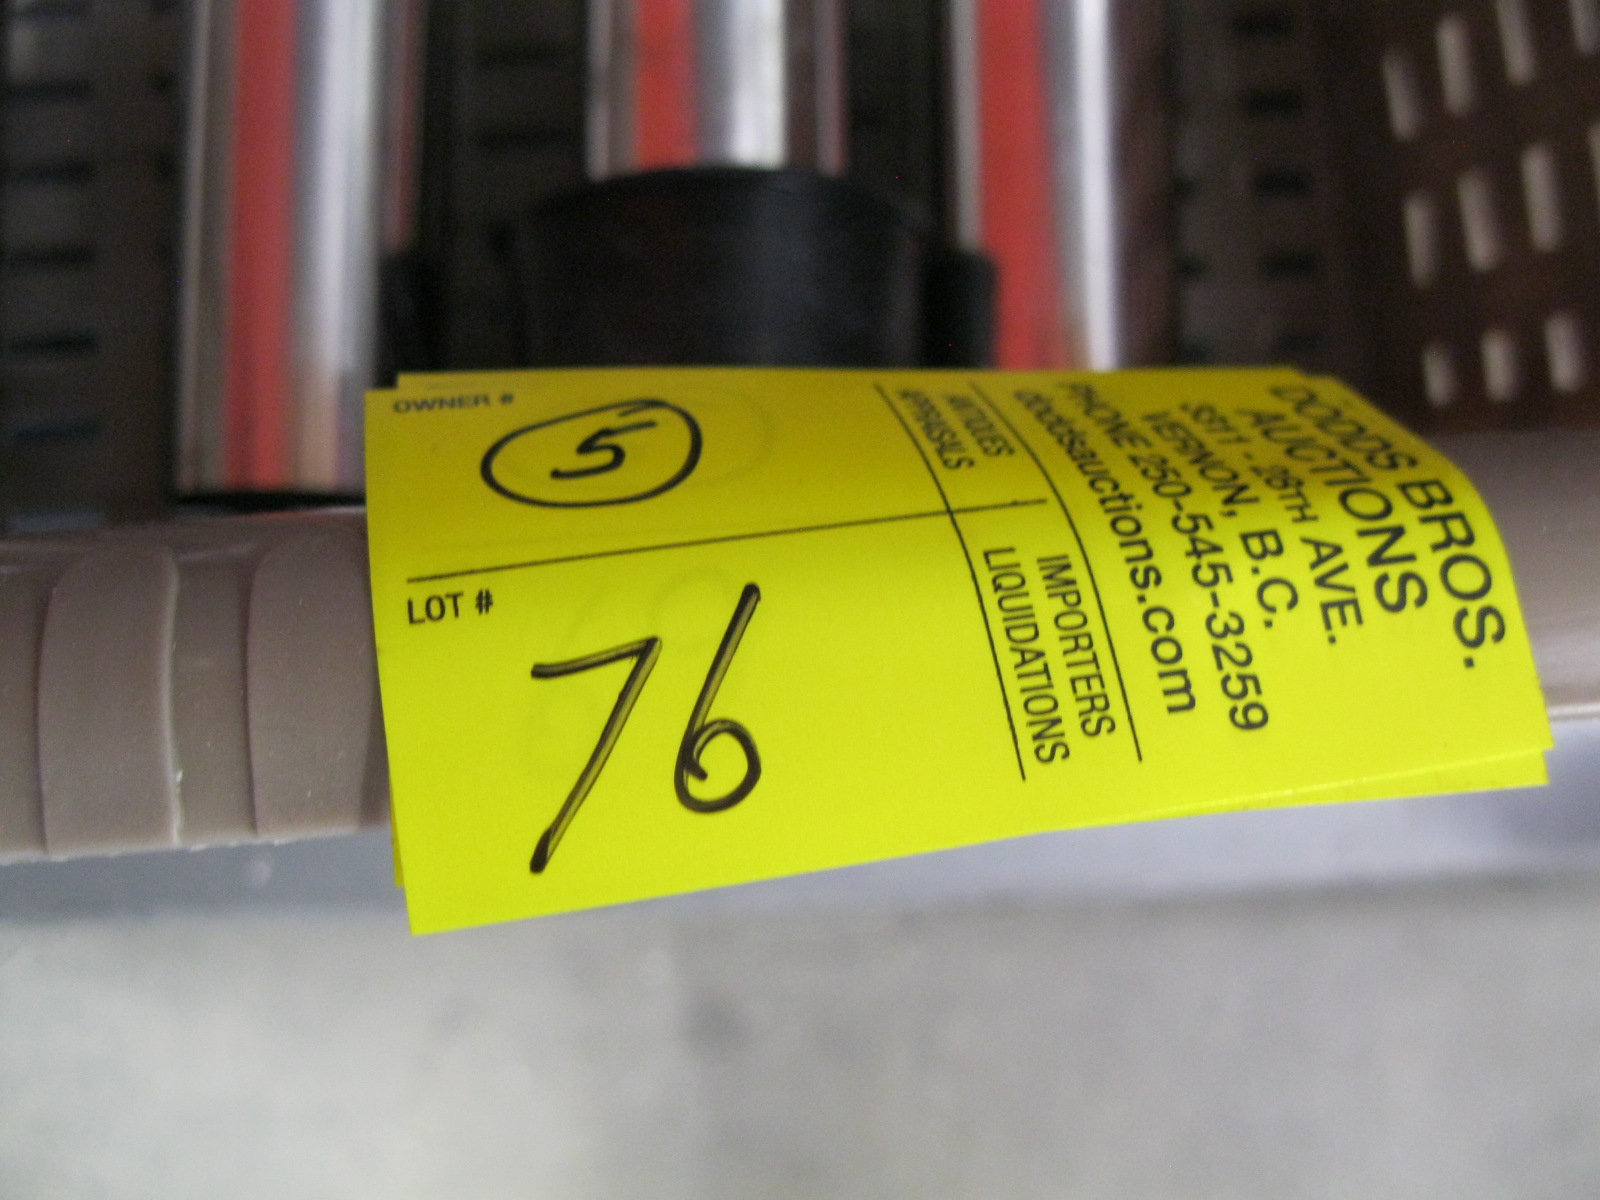 DODDS BROS.
AUCTIONS
3311 - 28TH AVE.
VERNON, B.C.
PHONE 250-545-3259
doddsauctions.com
ANTIQUES
APPRAISLS
IMPORTERS
LIQUIDATIONS
OWNER #
5
LOT #
76